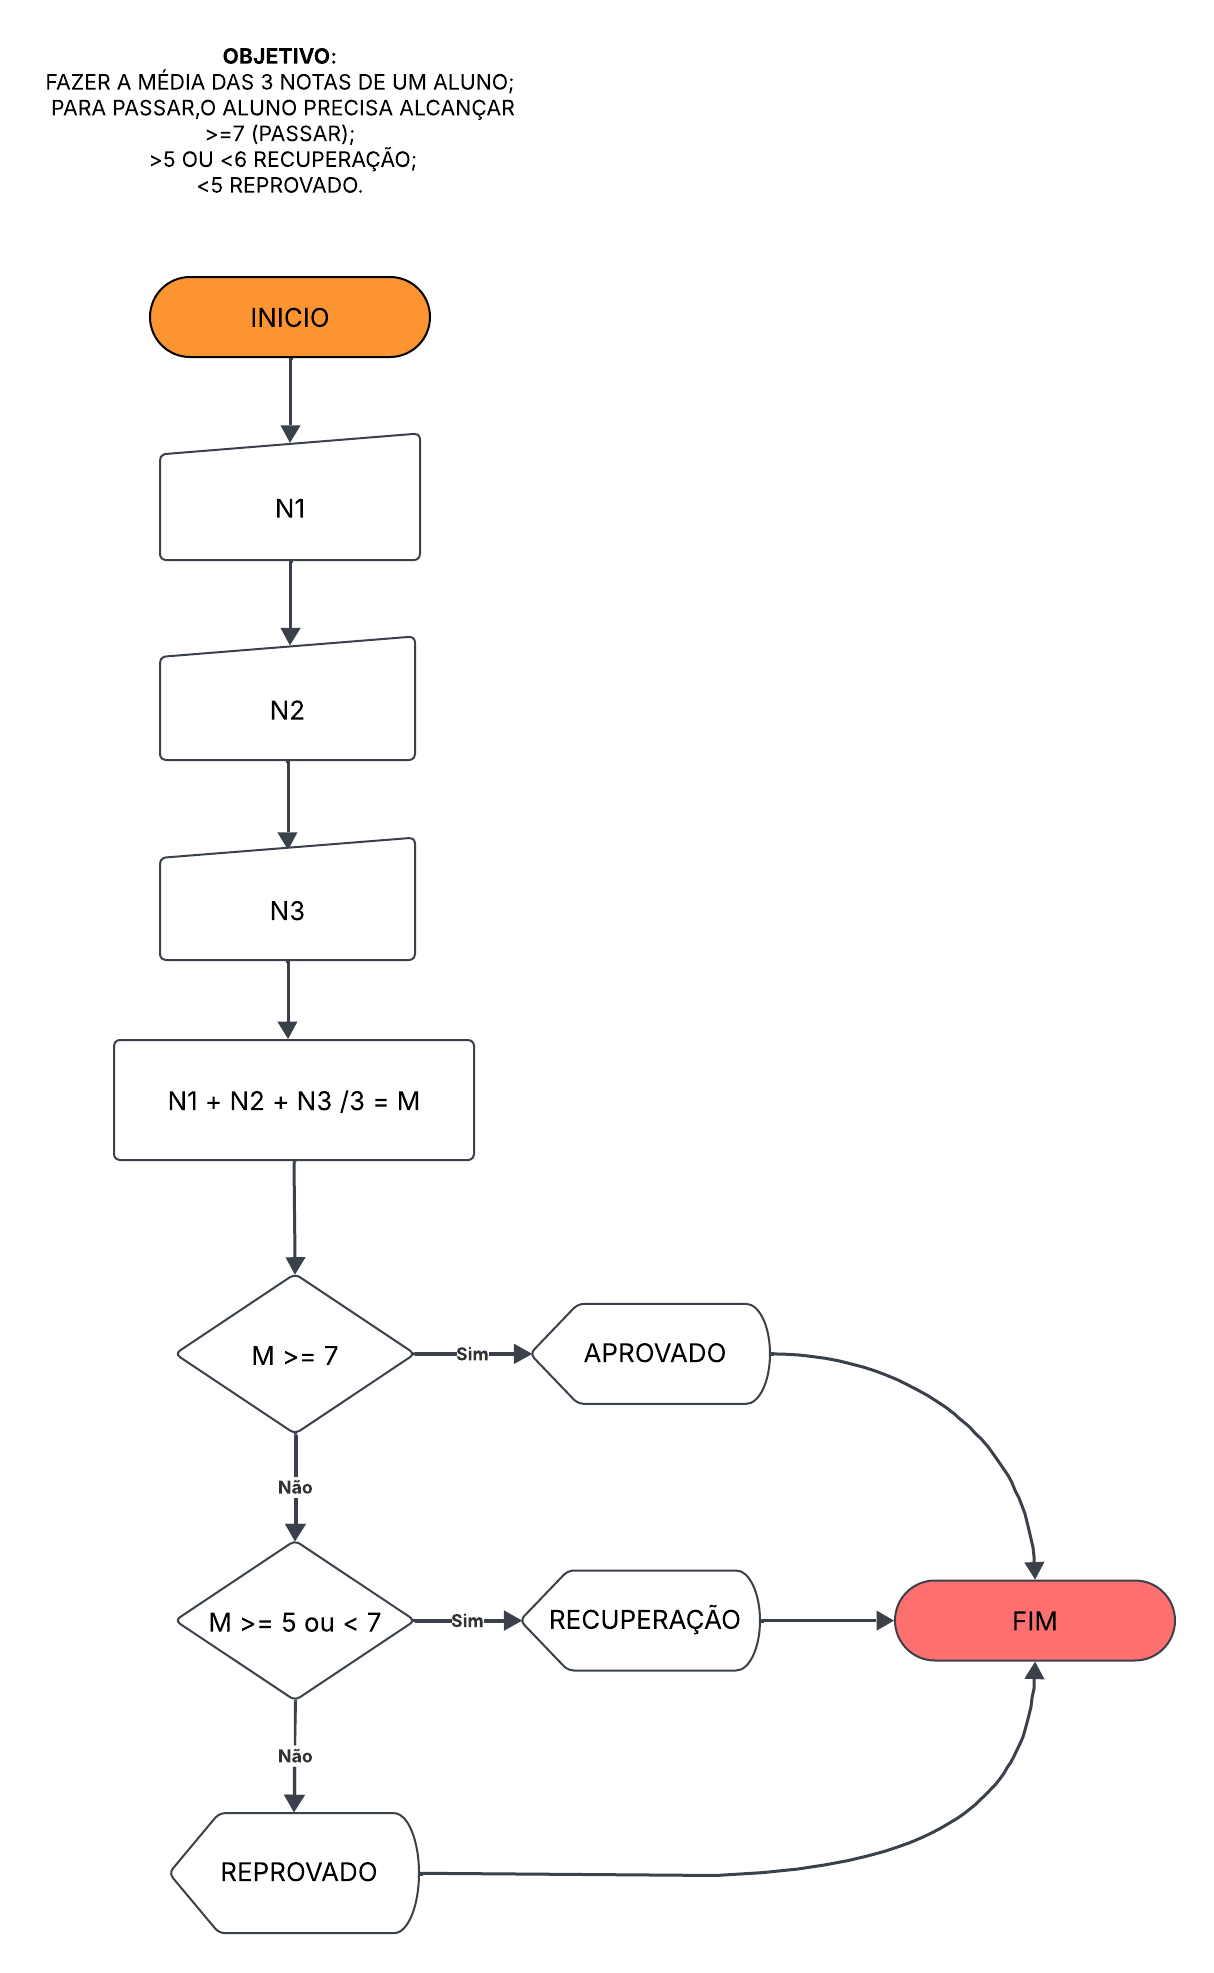 OBJETIVO:
FAZER A MÉDIA DAS 3 NOTAS DE UM ALUNO;
PARA PASSAR,O ALUNO PRECISA ALCANÇAR
>=7 (PASSAR);
>5 OU <6 RECUPERAÇÃO;
<5 REPROVADO.
INICIO
N1
N2
N3
N1 + N2 + N3 /3 = M
M >= 7
Sim
APROVADO
Não
M >= 5 ou < 7
Sim
RECUPERAÇÃO
FIM
Não
REPROVADO